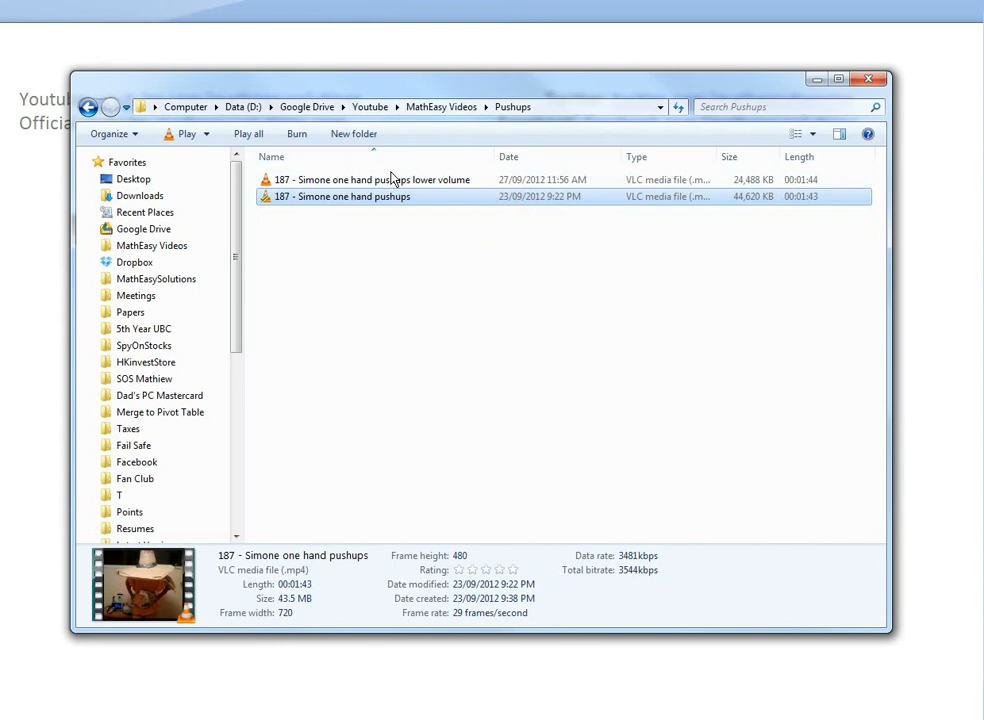 Youtu
Officia
Computer Data (D:) Google Drive Youtube MathEasy Videos Pushups
Search Pushups
Organize Play Play all Burn New folder
Name Date Type Size Length
187 - Simone one hand pushups lower volume 27/09/2012 11:56 AM VLC media file (.m... 24,488 KB 00:01:44
187 - Simone one hand pushups 23/09/2012 9:22 PM VLC media file (.m... 44,620 KB 00:01:43
Favorites
Desktop
Downloads
Recent Places
Google Drive
MathEasy Videos
Dropbox
MathEasySolutions
Meetings
Papers
5th Year UBC
SpyOnStocks
HKinvestStore
SOS Mathiew
Dad's PC Mastercard
Merge to Pivot Table
Taxes
Fail Safe
Facebook
Fan Club
T
Points
Resumes
187 - Simone one hand pushups
VLC media file (.mp4)
Length: 00:01:43
Size: 43.5 MB
Frame width: 720
Frame height: 480
Rating:
Date modified: 23/09/2012 9:22 PM
Date created: 23/09/2012 9:38 PM
Frame rate: 29 frames/second
Data rate: 3481kbps
Total bitrate: 3544kbps